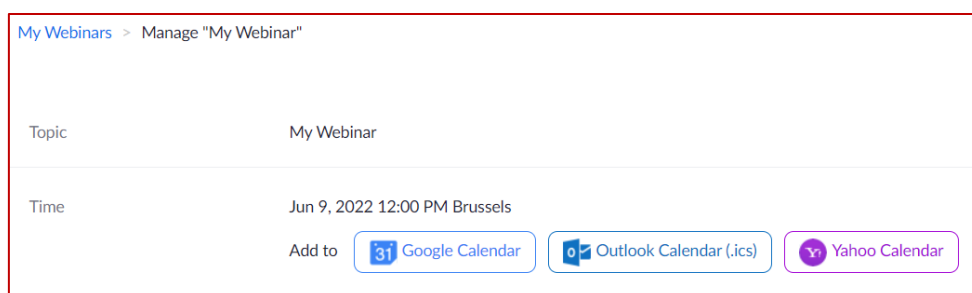 My Webinars > Manage "My Webinar"
Topic My Webinar
Time Jun 9, 2022 12:00 PM Brussels
Add to 31 Google Calendar o Outlook Calendar (.ics) Y! Yahoo Calendar